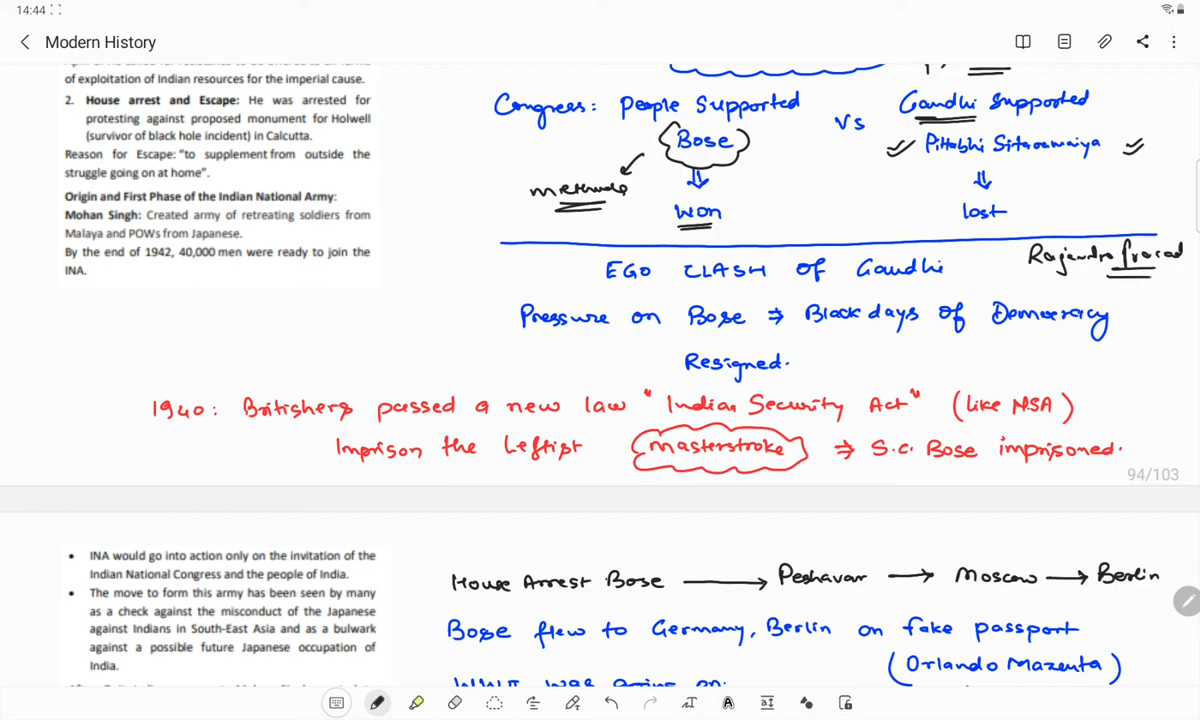 14:44
Modern History
of exploitation of Indian resources for the imperial cause.
2. House arrest and Escape: He was arrested for
protesting against proposed monument for Holwell
(survivor of black hole incident) in Calcutta.
Reason for Escape: "to supplement from outside the
struggle going on at home".
Origin and First Phase of the Indian National Army:
Mohan Singh: Created army of retreating soldiers from
Malaya and POWs from Japanese.
By the end of 1942, 40,000 men were ready to join the
INA.
Congress: People Supported
Bose
methods
Won
Vs
Gandhi Supported
Pittabhi Sitaramaiya
lost
Rajendra Prasad
EGO CLASH of Gandhi
Pressure on Bose ⇒ Black days of Democracy
Resigned.
1940: Britishers passed a new law "Indian Security Act" (like NSA)
Imprison the Leftist masterstroke ⇒ S.C. Bose imprisoned.
94/103
• INA would go into action only on the invitation of the
Indian National Congress and the people of India.
• The move to form this army has been seen by many
as a check against the misconduct of the Japanese
against Indians in South-East Asia and as a bulwark
against a possible future Japanese occupation of
India.
House Arrest Bose → Peshavar → Moscow → Berlin
Bose flew to Germany, Berlin on fake passport
(Orlando Mazenta)